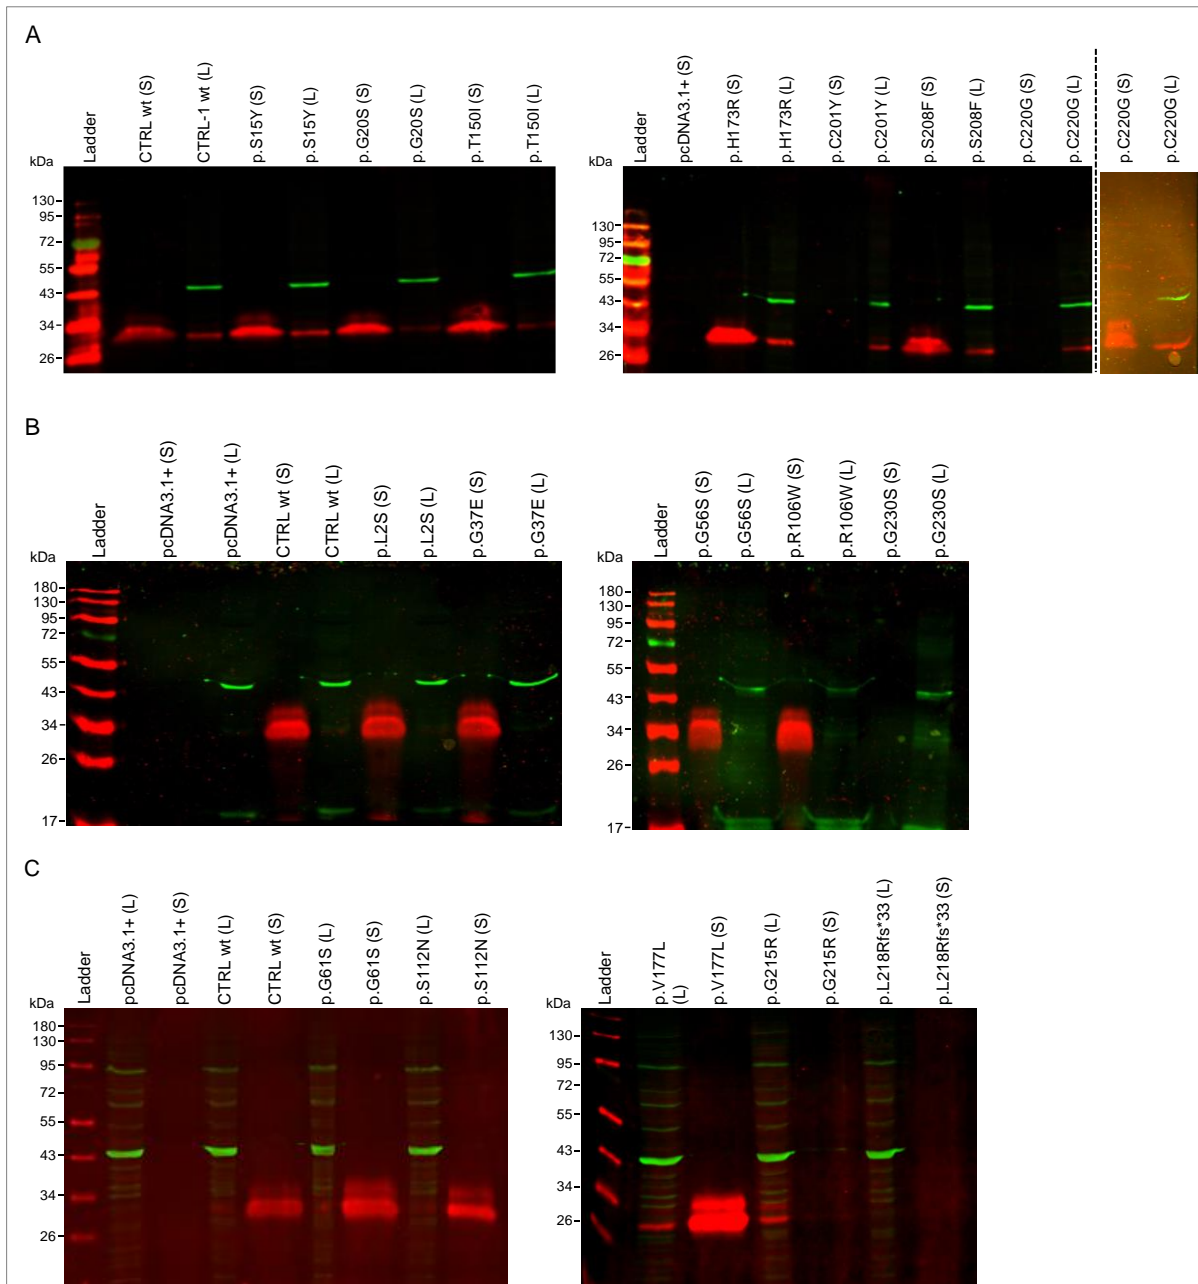 A
Ladder
CTRL wt (S)
CTRL-1 wt (L)
p.S15Y (S)
p.S15Y (L)
p.G20S (S)
p.G20S (L)
p.T150I (S)
p.T150I (L)
kDa
130
95
72
55
43
34
26
Ladder
pcDNA3.1+ (S)
p.H173R (S)
p.H173R (L)
p.C201Y (S)
p.C201Y (L)
p.S208F (S)
p.S208F (L)
p.C220G (S)
p.C220G (L)
p.C220G (S)
p.C220G (L)
kDa
130
95
72
55
43
34
26
B
Ladder
pcDNA3.1+ (S)
pcDNA3.1+ (L)
CTRL wt (S)
CTRL wt (L)
p.L2S (S)
p.L2S (L)
p.G37E (S)
p.G37E (L)
kDa
180
130
95
72
55
43
34
26
17
Ladder
p.G56S (S)
p.G56S (L)
p.R106W (S)
p.R106W (L)
p.G230S (S)
p.G230S (L)
kDa
180
130
95
72
55
43
34
26
17
C
Ladder
pcDNA3.1+ (L)
pcDNA3.1+ (S)
CTRL wt (L)
CTRL wt (S)
p.G61S (L)
p.G61S (S)
p.S112N (L)
p.S112N (S)
kDa
180
130
95
72
55
43
34
26
Ladder
p.V177L
(L)
p.V177L (S)
p.G215R (L)
p.G215R (S)
p.L218Rfs*33 (L)
p.L218Rfs*33 (S)
kDa
130
95
72
55
43
34
26